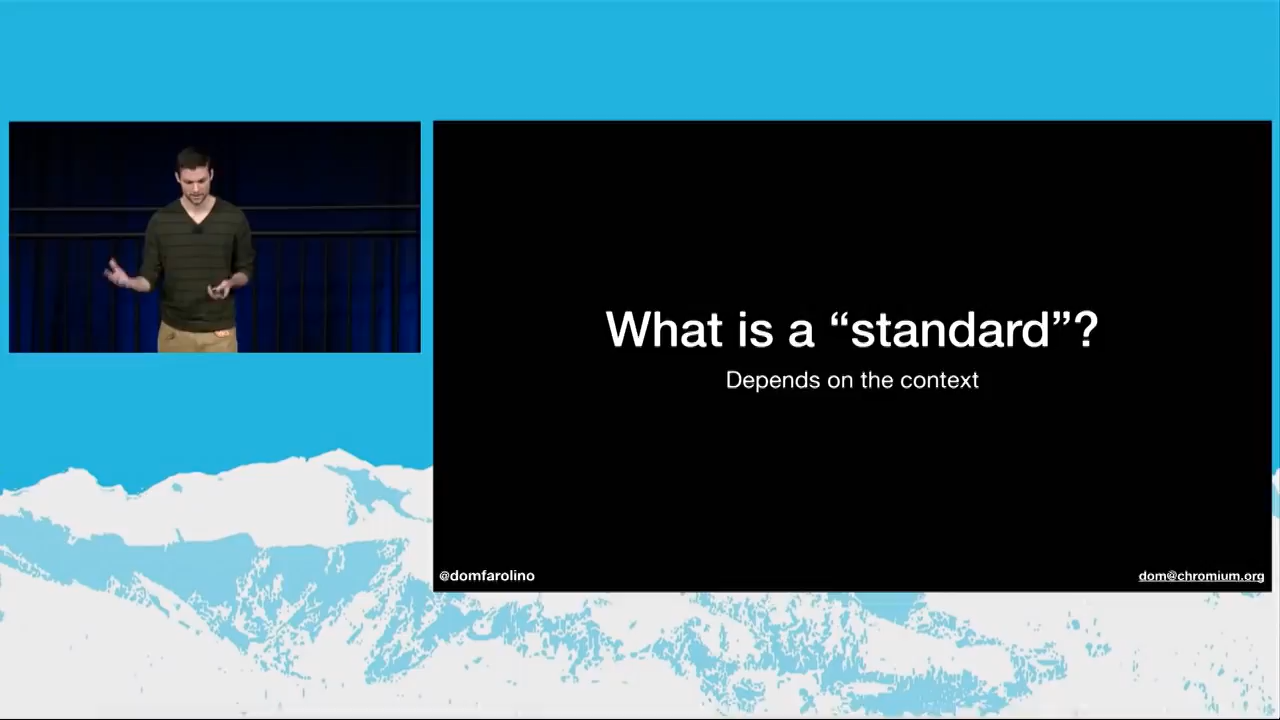 What is a “standard”?
Depends on the context
@domfarolino
dom@chromium.org